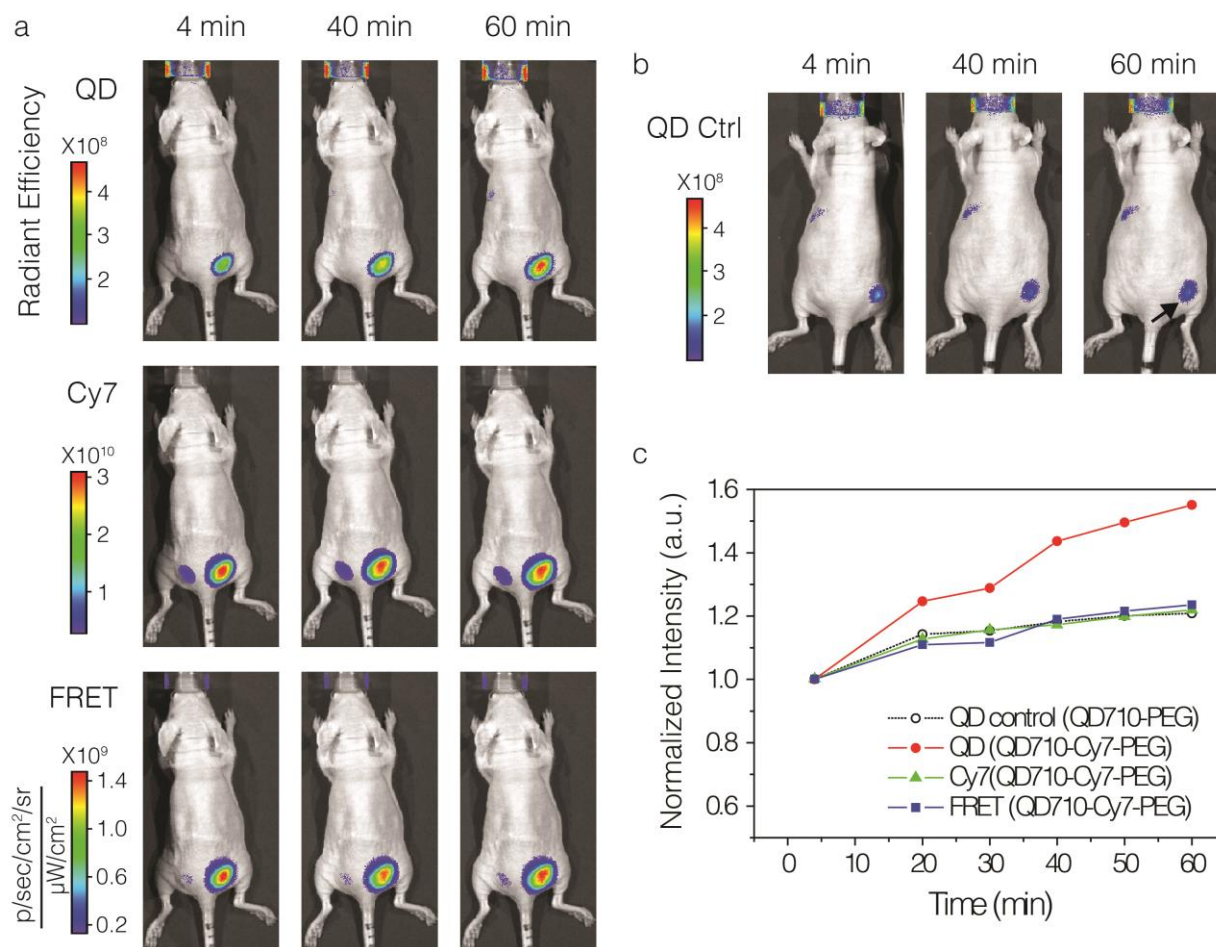 a
4 min 40 min 60 min
QD
Radiant Efficiency
X10⁸
4
3
2
Cy7
X10¹⁰
3
2
1
FRET
X10⁹
1.4
1.0
0.6
0.2
p/sec/cm²/sr
µW/cm²
b
4 min 40 min 60 min
QD Ctrl
X10⁸
4
3
2
c
Normalized Intensity (a.u.)
1.6
1.4
1.2
1.0
0.8
0.6
QD control (QD710-PEG)
QD (QD710-Cy7-PEG)
Cy7(QD710-Cy7-PEG)
FRET (QD710-Cy7-PEG)
0 10 20 30 40 50 60
Time (min)